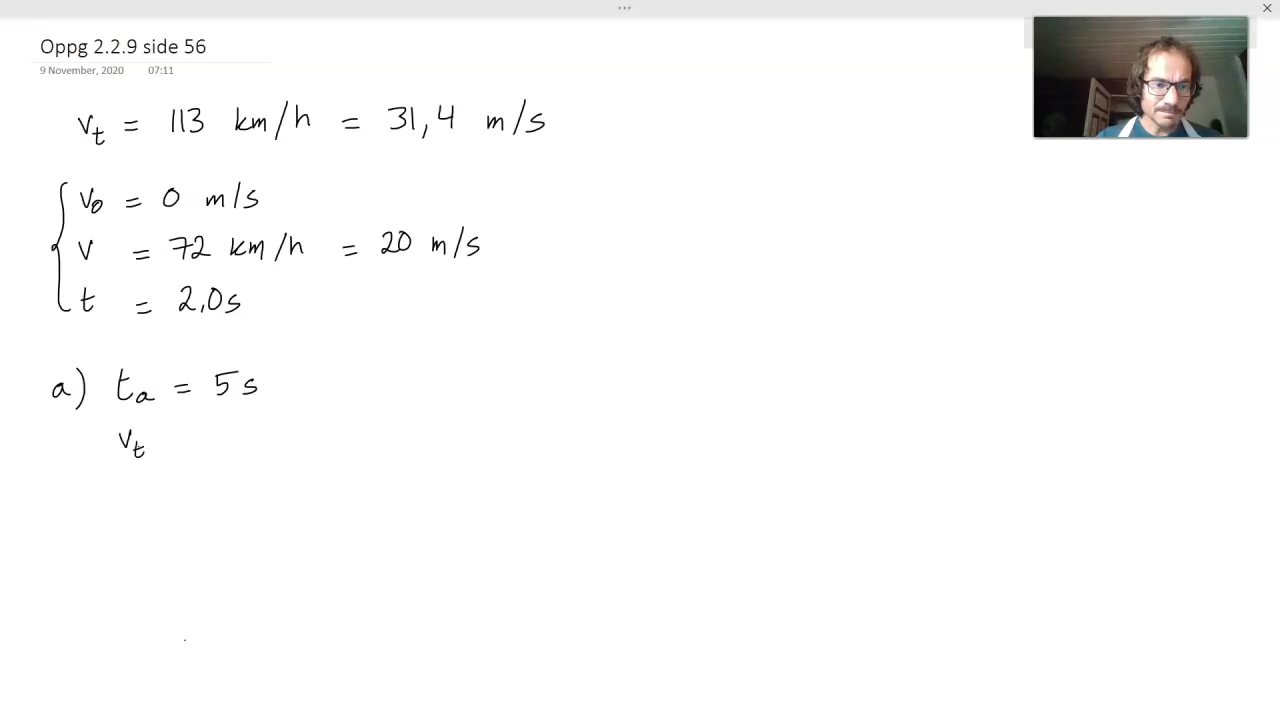 Oppg 2.2.9 side 56
9 November, 2020 07:11
v_t = 113 km/h = 31,4 m/s
v_0 = 0 m/s
v = 72 km/h = 20 m/s
t = 2,0s
a) t_a = 5s
v_t